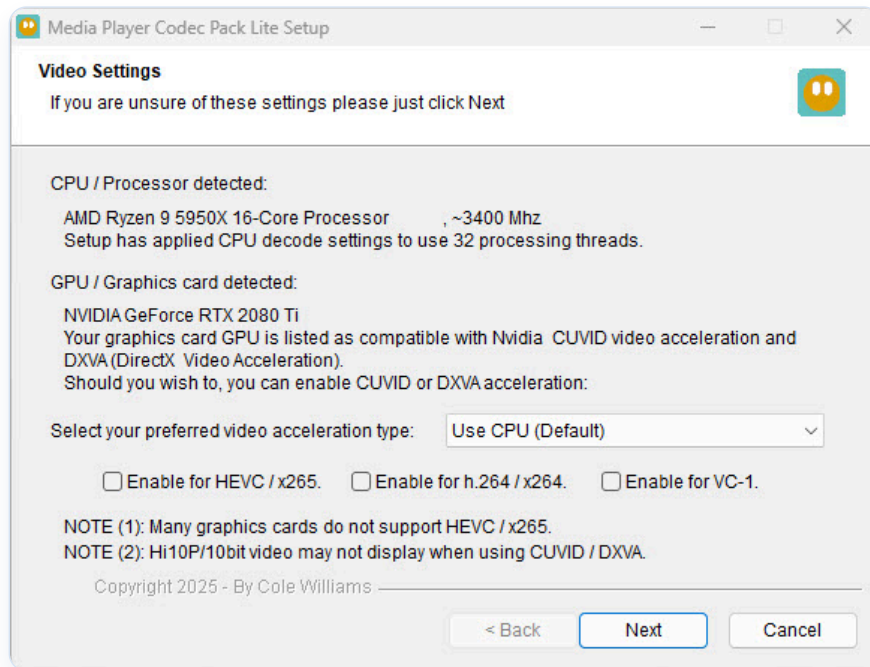 Media Player Codec Pack Lite Setup
Video Settings
If you are unsure of these settings please just click Next
CPU / Processor detected:
AMD Ryzen 9 5950X 16-Core Processor , ~3400 Mhz
Setup has applied CPU decode settings to use 32 processing threads.
GPU / Graphics card detected:
NVIDIA GeForce RTX 2080 Ti
Your graphics card GPU is listed as compatible with Nvidia CUVID video acceleration and
DXVA (DirectX Video Acceleration).
Should you wish to, you can enable CUVID or DXVA acceleration:
Select your preferred video acceleration type: Use CPU (Default)
Enable for HEVC / x265. Enable for h.264 / x264. Enable for VC-1.
NOTE (1): Many graphics cards do not support HEVC / x265.
NOTE (2): Hi10P/10bit video may not display when using CUVID / DXVA.
Copyright 2025 - By Cole Williams
< Back Next Cancel